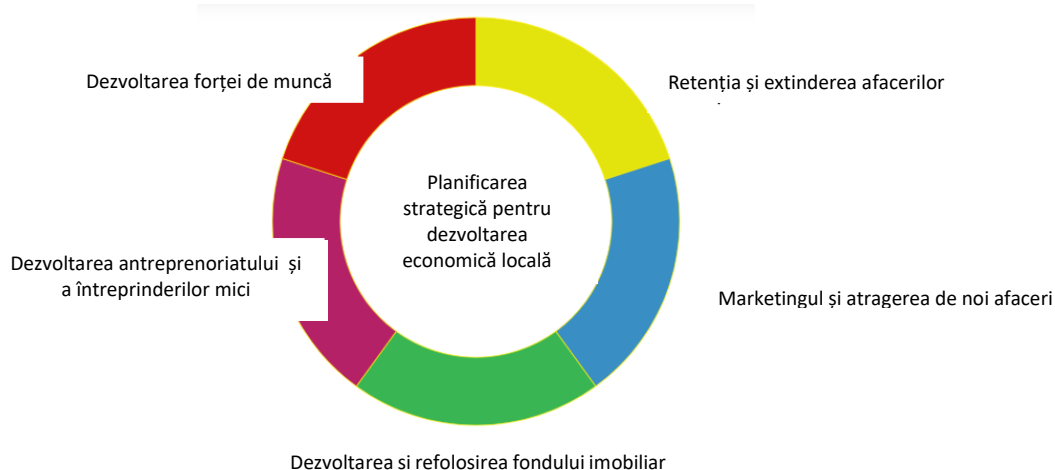 Dezvoltarea forței de muncă
Retenția și extinderea afacerilor
Planificarea
strategică pentru
dezvoltarea
economică locală
Dezvoltarea antreprenoriatului și
a întreprinderilor mici
Marketingul și atragerea de noi afaceri
Dezvoltarea si refolosirea fondului imobiliar